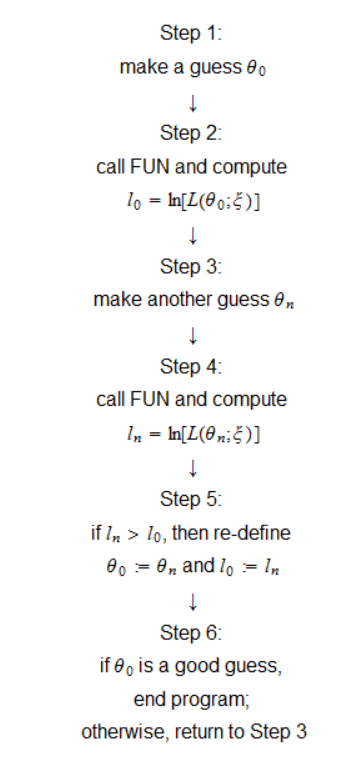 Step 1:
make a guess θ₀
↓
Step 2:
call FUN and compute
l₀ = ln[L(θ₀;ξ)]
↓
Step 3:
make another guess θₙ
↓
Step 4:
call FUN and compute
lₙ = ln[L(θₙ;ξ)]
↓
Step 5:
if lₙ > l₀, then re-define
θ₀ := θₙ and l₀ := lₙ
↓
Step 6:
if θ₀ is a good guess,
end program;
otherwise, return to Step 3